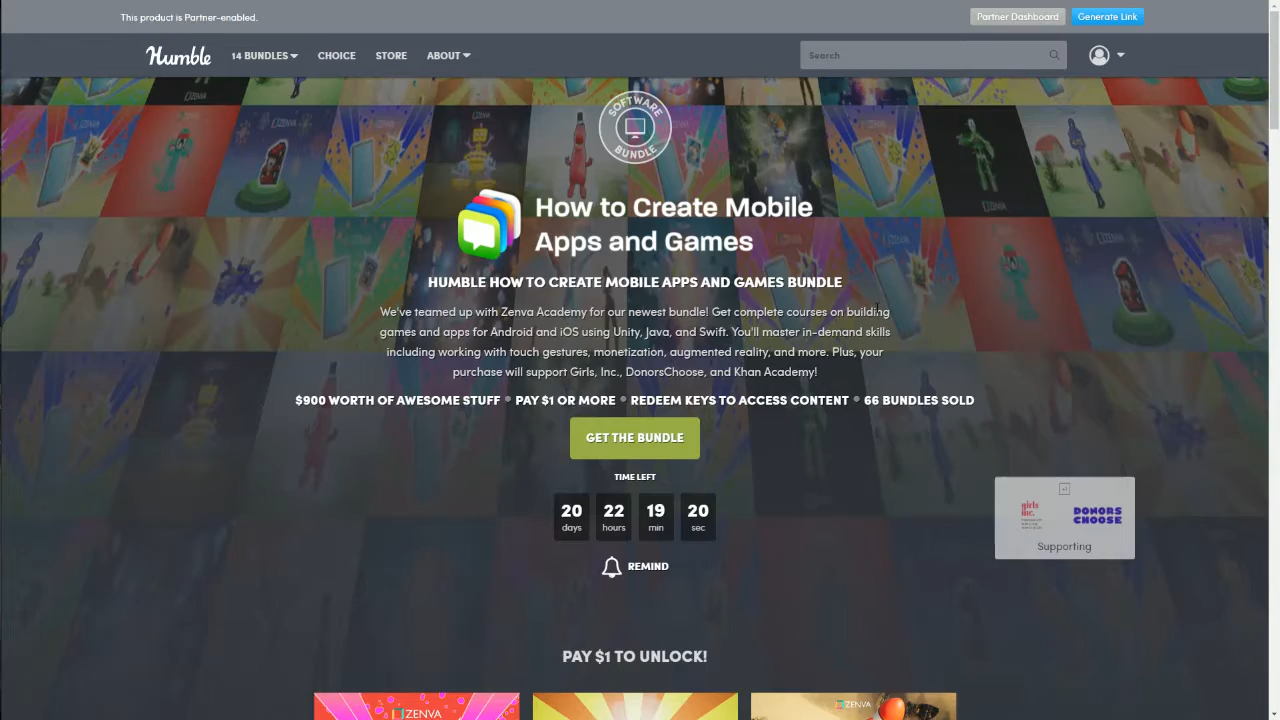 This product is Partner-enabled.
Partner Dashboard
Generate Link
Humble
14 BUNDLES
CHOICE
STORE
ABOUT
Search
SOFTWARE
BUNDLE
How to Create Mobile
Apps and Games
HUMBLE HOW TO CREATE MOBILE APPS AND GAMES BUNDLE
We've teamed up with Zenva Academy for our newest bundle! Get complete courses on building
games and apps for Android and iOS using Unity, Java, and Swift. You'll master in-demand skills
including working with touch gestures, monetization, augmented reality, and more. Plus, your
purchase will support Girls, Inc., DonorsChoose, and Khan Academy!
$900 WORTH OF AWESOME STUFF • PAY $1 OR MORE • REDEEM KEYS TO ACCESS CONTENT • 66 BUNDLES SOLD
GET THE BUNDLE
TIME LEFT
20 22 19 20
days hours min sec
REMIND
girls
inc.
DONORS
CHOOSE
Supporting
PAY $1 TO UNLOCK!
ZENVA
ZENVA